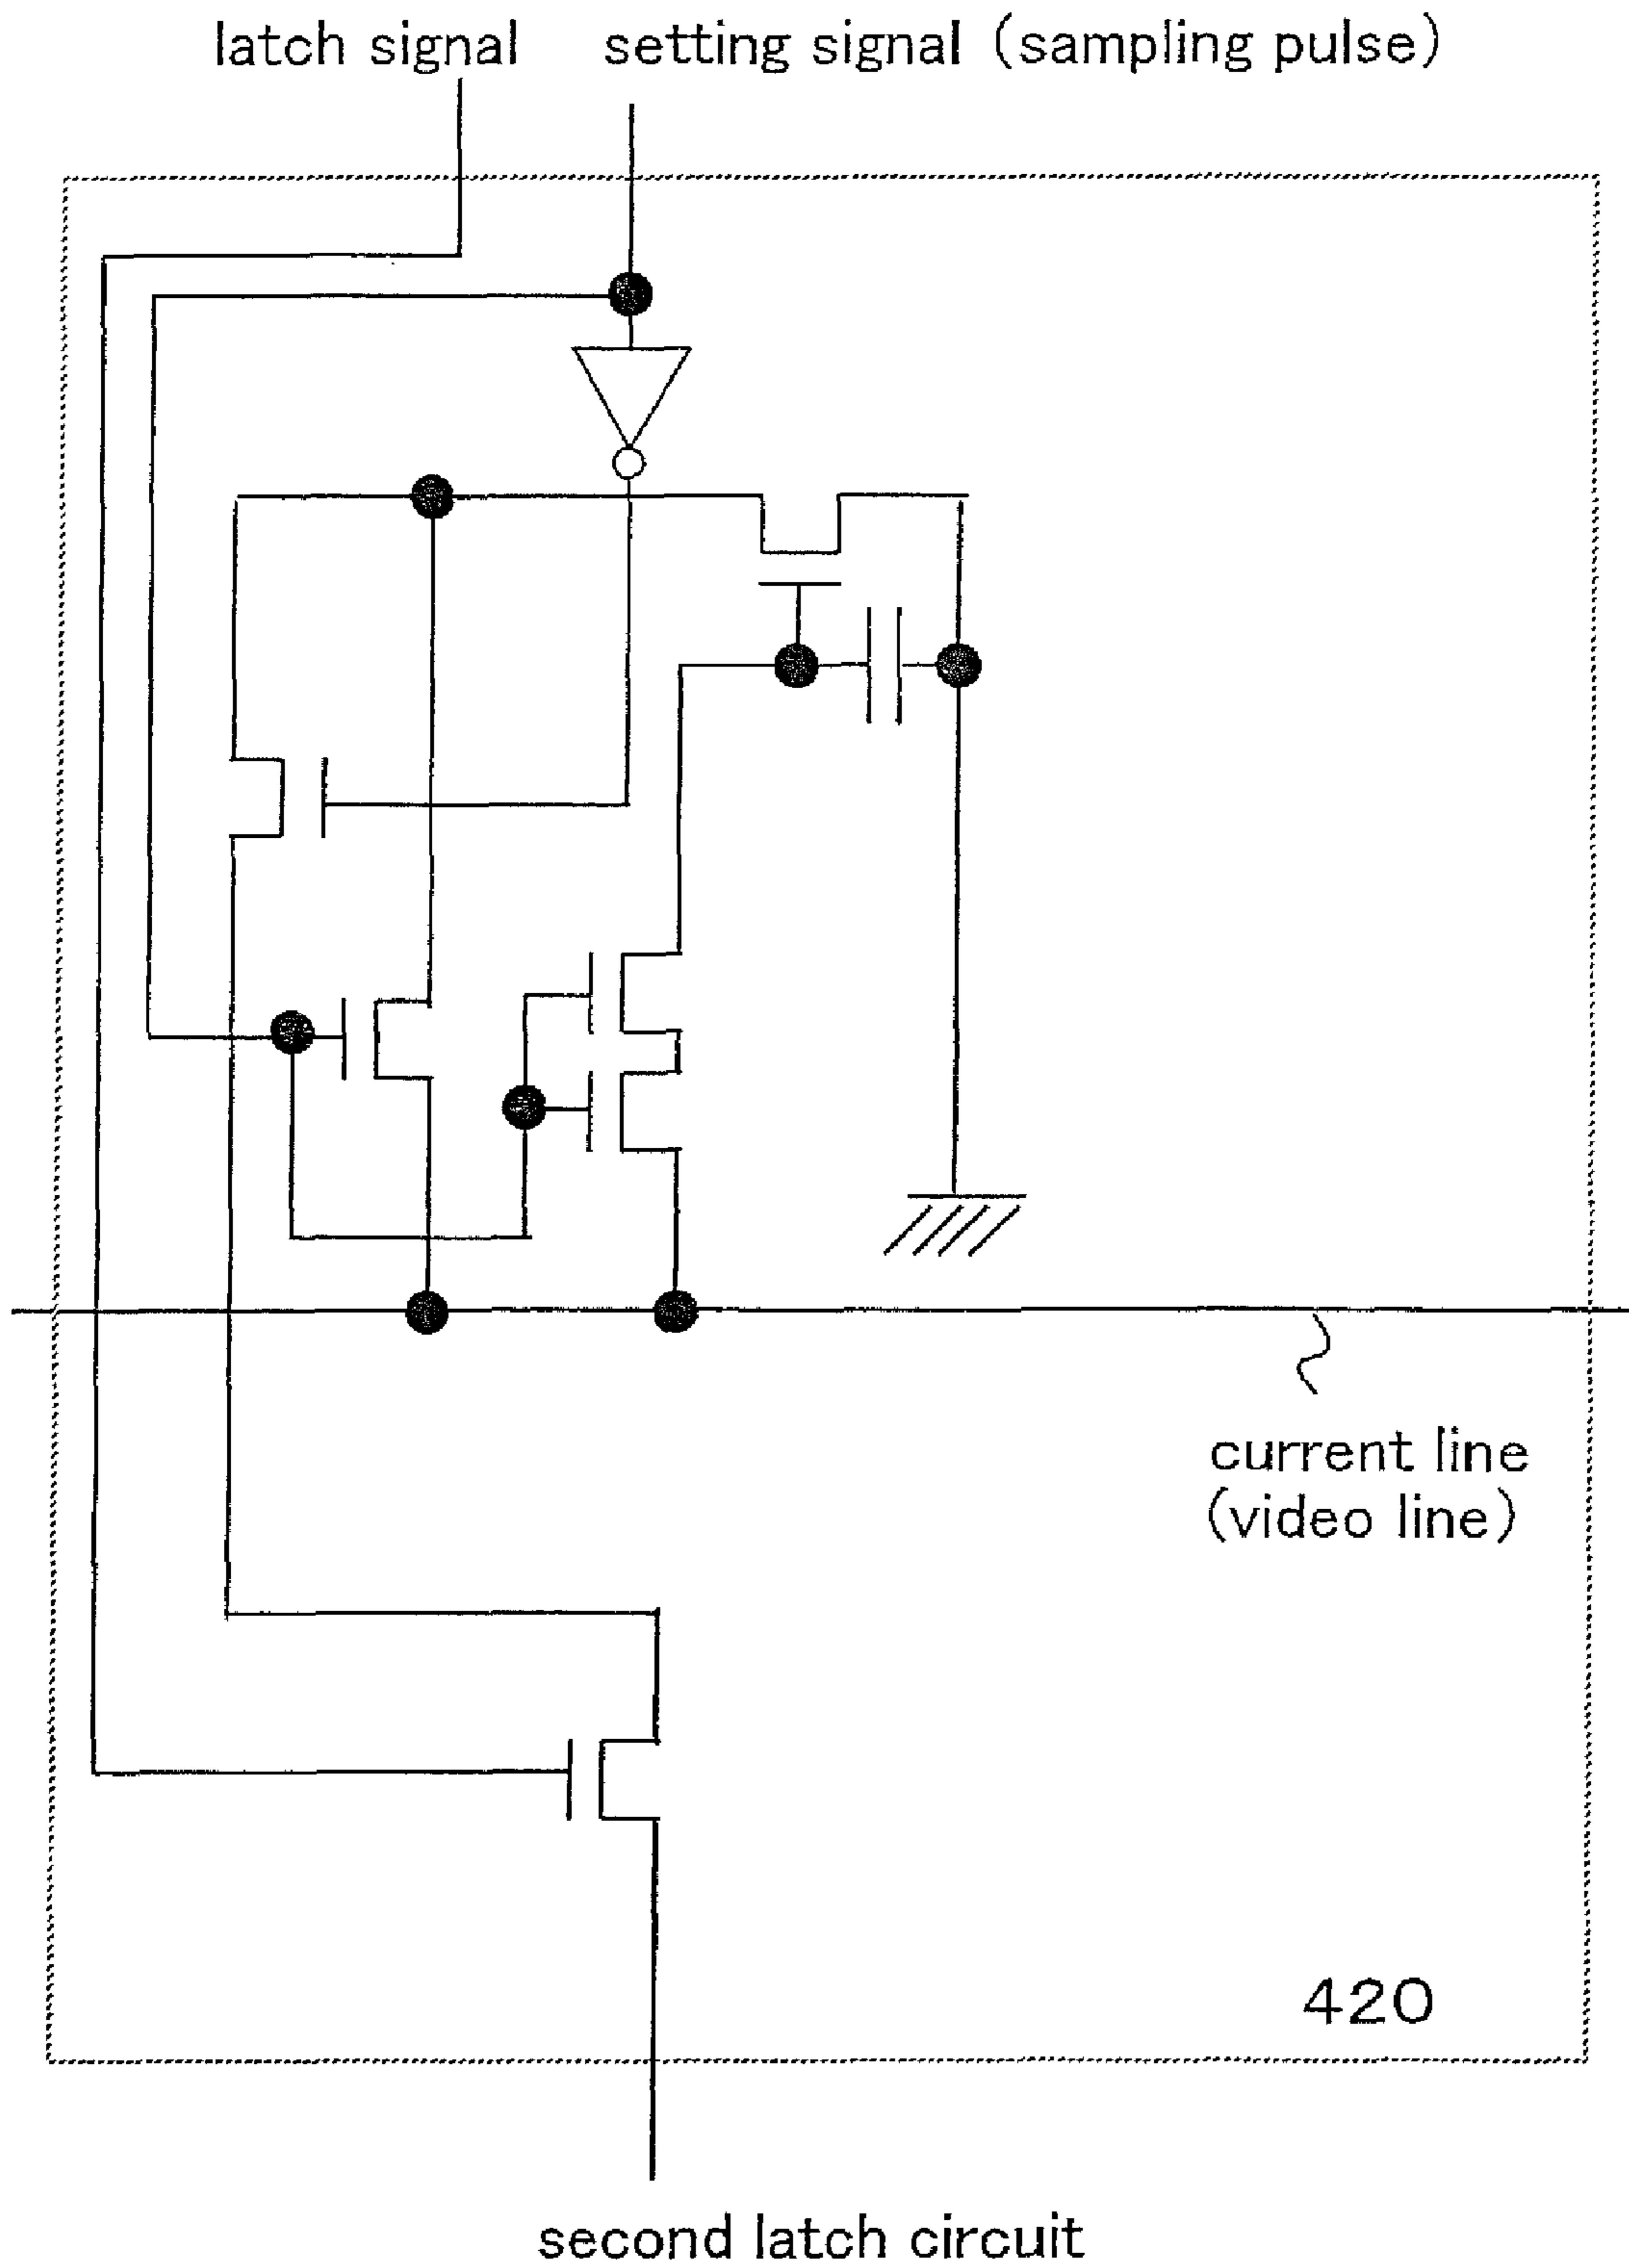 latch signal
setting signal (sampling pulse)
current line
(video line)
420
second latch circuit